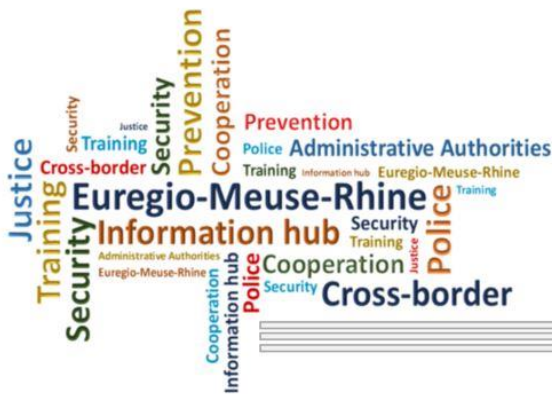 Prevention
Cooperation
Security
Security
Justice
Training
Cross-border
Justice
Training
Security
Prevention
Police Administrative Authorities
Training Information hub Euregio-Meuse-Rhine
Euregio-Meuse-Rhine
Training
Information hub
Security
Training
Justice
Police
Administrative Authorities
Euregio-Meuse-Rhine
Cooperation
Information hub
Police
Cooperation
Security
Cross-border